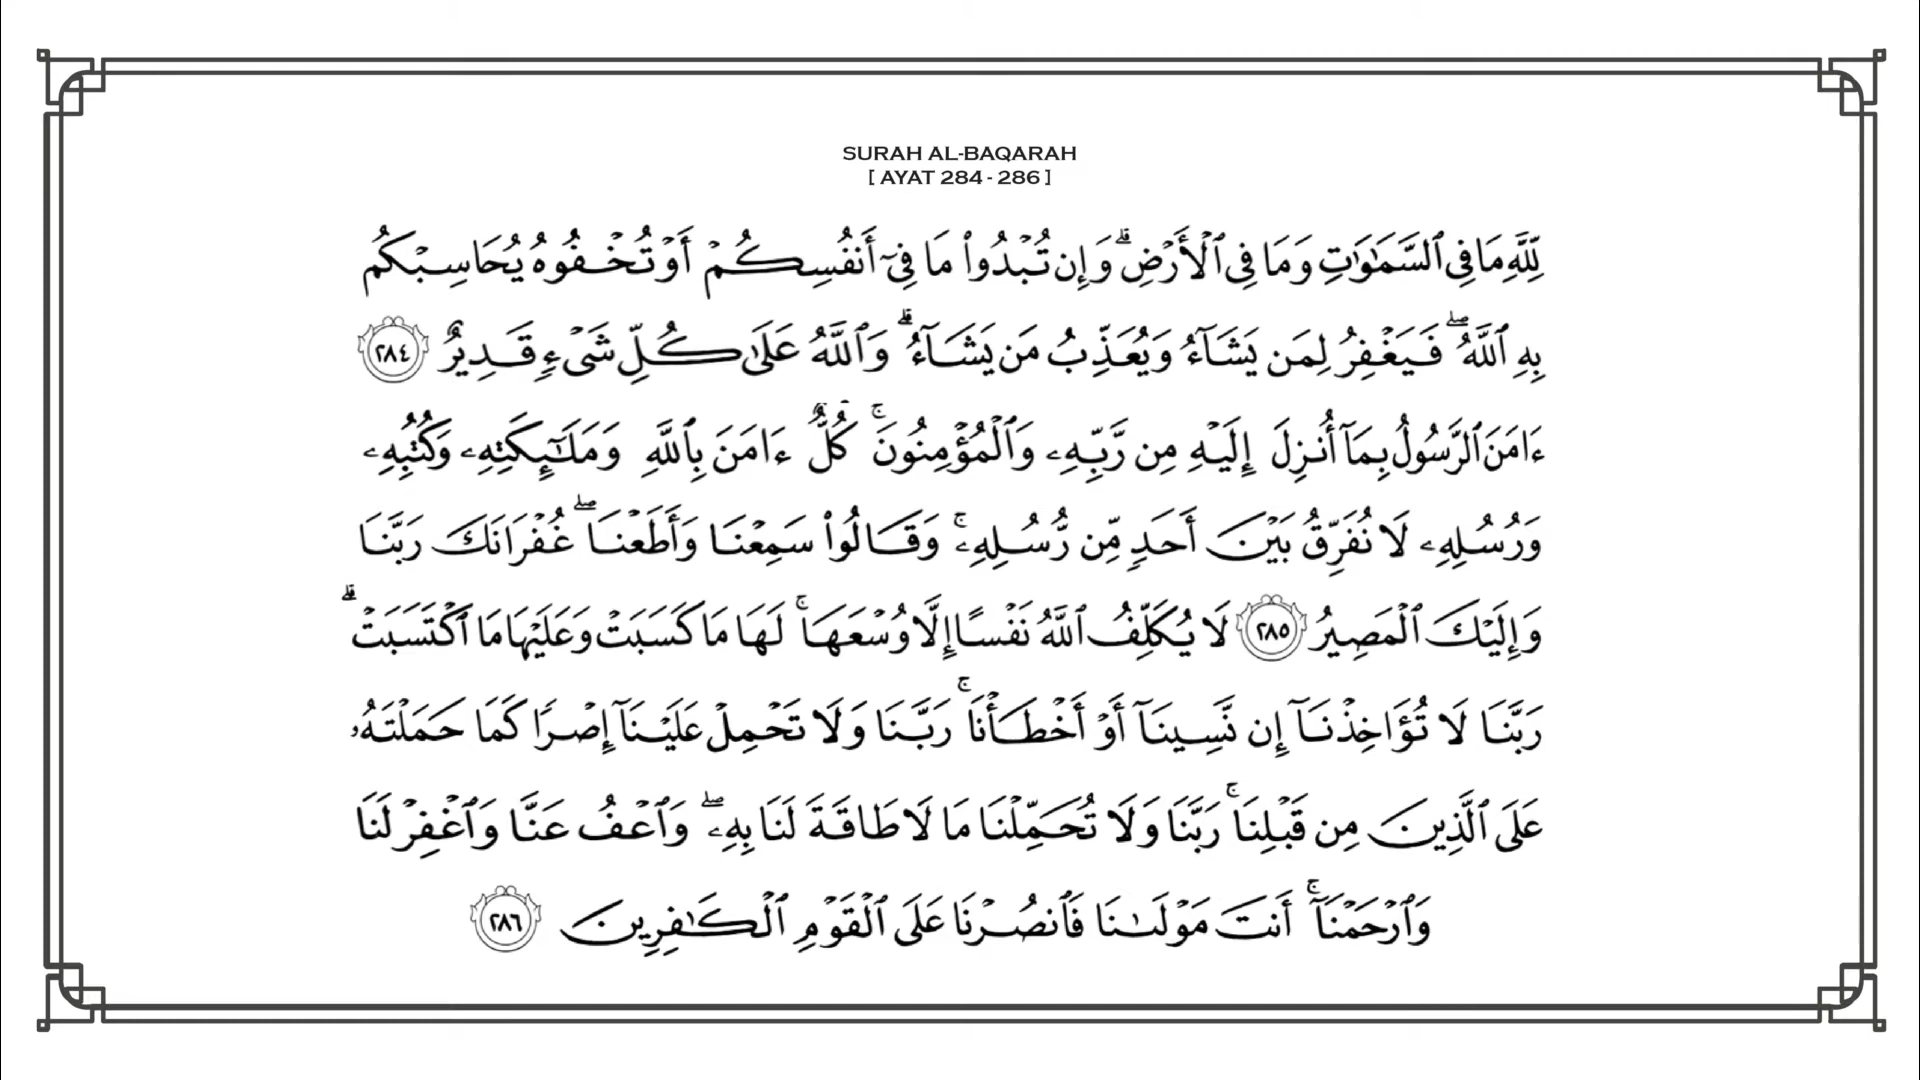 SURAH AL-BAQARAH
[ AYAT 284 - 286 ]
لِّلَّهِ مَا فِي ٱلسَّمَٰوَٰتِ وَمَا فِي ٱلۡأَرۡضِۗ وَإِن تُبۡدُواْ مَا فِيٓ أَنفُسِكُمۡ أَوۡ تُخۡفُوهُ يُحَاسِبۡكُم
بِهِ ٱللَّهُۖ فَيَغۡفِرُ لِمَن يَشَآءُ وَيُعَذِّبُ مَن يَشَآءُۗ وَٱللَّهُ عَلَىٰ كُلِّ شَيۡءٖ قَدِيرٌ ٢٨٤
ءَامَنَ ٱلرَّسُولُ بِمَآ أُنزِلَ إِلَيۡهِ مِن رَّبِّهِۦ وَٱلۡمُؤۡمِنُونَۚ كُلٌّ ءَامَنَ بِٱللَّهِ وَمَلَٰٓئِكَتِهِۦ وَكُتُبِهِۦ
وَرُسُلِهِۦ لَا نُفَرِّقُ بَيۡنَ أَحَدٖ مِّن رُّسُلِهِۦۚ وَقَالُواْ سَمِعۡنَا وَأَطَعۡنَاۖ غُفۡرَانَكَ رَبَّنَا
وَإِلَيۡكَ ٱلۡمَصِيرُ ٢٨٥ لَا يُكَلِّفُ ٱللَّهُ نَفۡسًا إِلَّا وُسۡعَهَاۚ لَهَا مَا كَسَبَتۡ وَعَلَيۡهَا مَا ٱكۡتَسَبَتۡۗ
رَبَّنَا لَا تُؤَاخِذۡنَآ إِن نَّسِينَآ أَوۡ أَخۡطَأۡنَاۚ رَبَّنَا وَلَا تَحۡمِلۡ عَلَيۡنَآ إِصۡرٗا كَمَا حَمَلۡتَهُۥ
عَلَى ٱلَّذِينَ مِن قَبۡلِنَاۚ رَبَّنَا وَلَا تُحَمِّلۡنَا مَا لَا طَاقَةَ لَنَا بِهِۦۖ وَٱعۡفُ عَنَّا وَٱغۡفِرۡ لَنَا
وَٱرۡحَمۡنَآۚ أَنتَ مَوۡلَىٰنَا فَٱنصُرۡنَا عَلَى ٱلۡقَوۡمِ ٱلۡكَٰفِرِينَ ٢٨٦